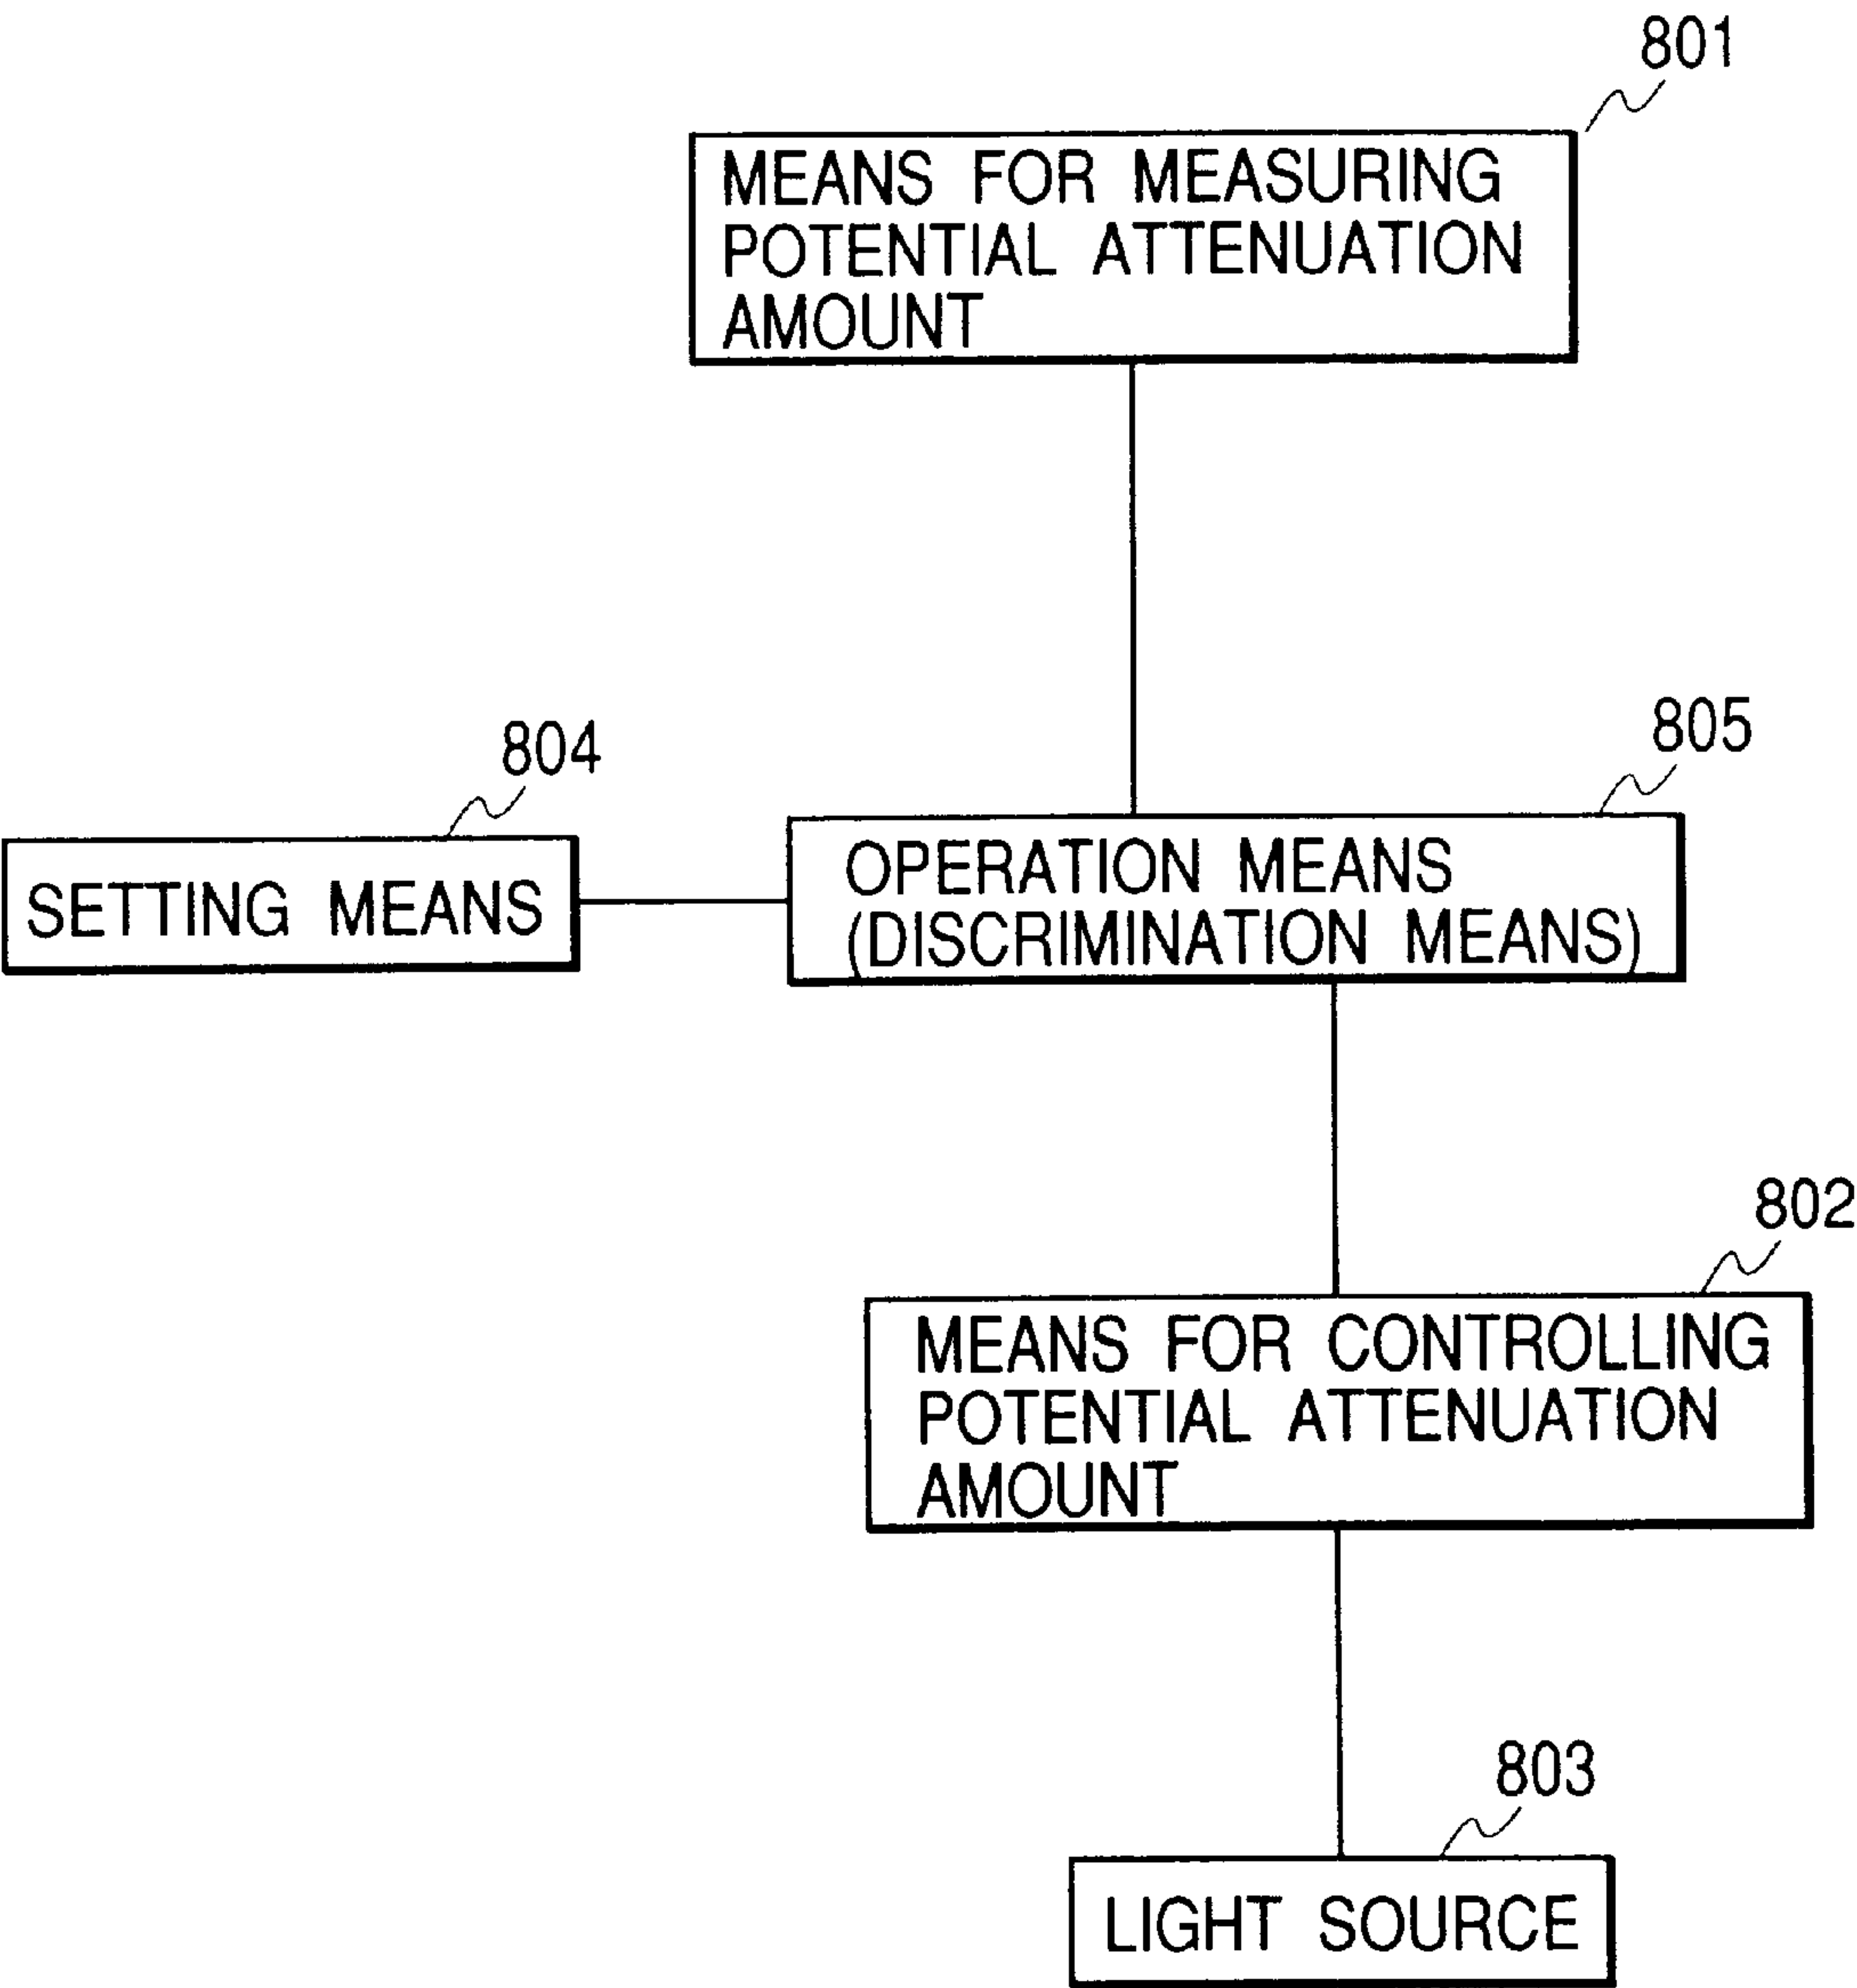 801
MEANS FOR MEASURING
POTENTIAL ATTENUATION
AMOUNT
804
SETTING MEANS
805
OPERATION MEANS
(DISCRIMINATION MEANS)
802
MEANS FOR CONTROLLING
POTENTIAL ATTENUATION
AMOUNT
803
LIGHT SOURCE